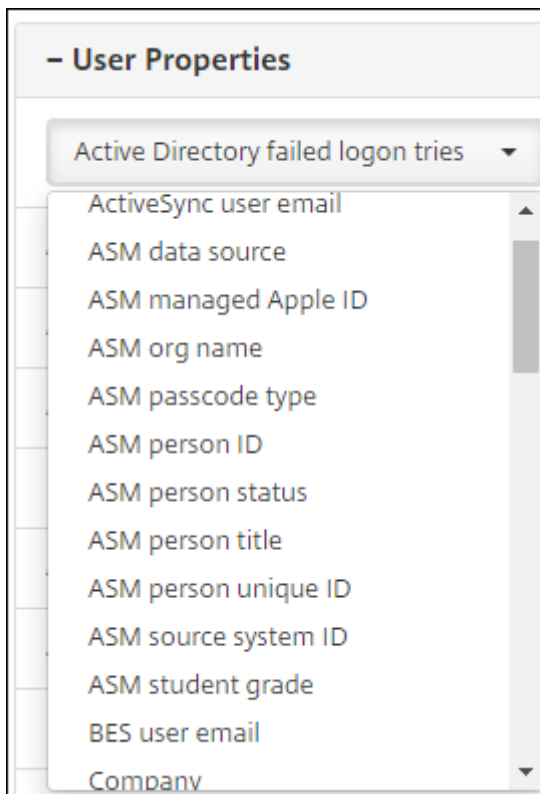 – User Properties
Active Directory failed logon tries
ActiveSync user email
ASM data source
ASM managed Apple ID
ASM org name
ASM passcode type
ASM person ID
ASM person status
ASM person title
ASM person unique ID
ASM source system ID
ASM student grade
BES user email
Company